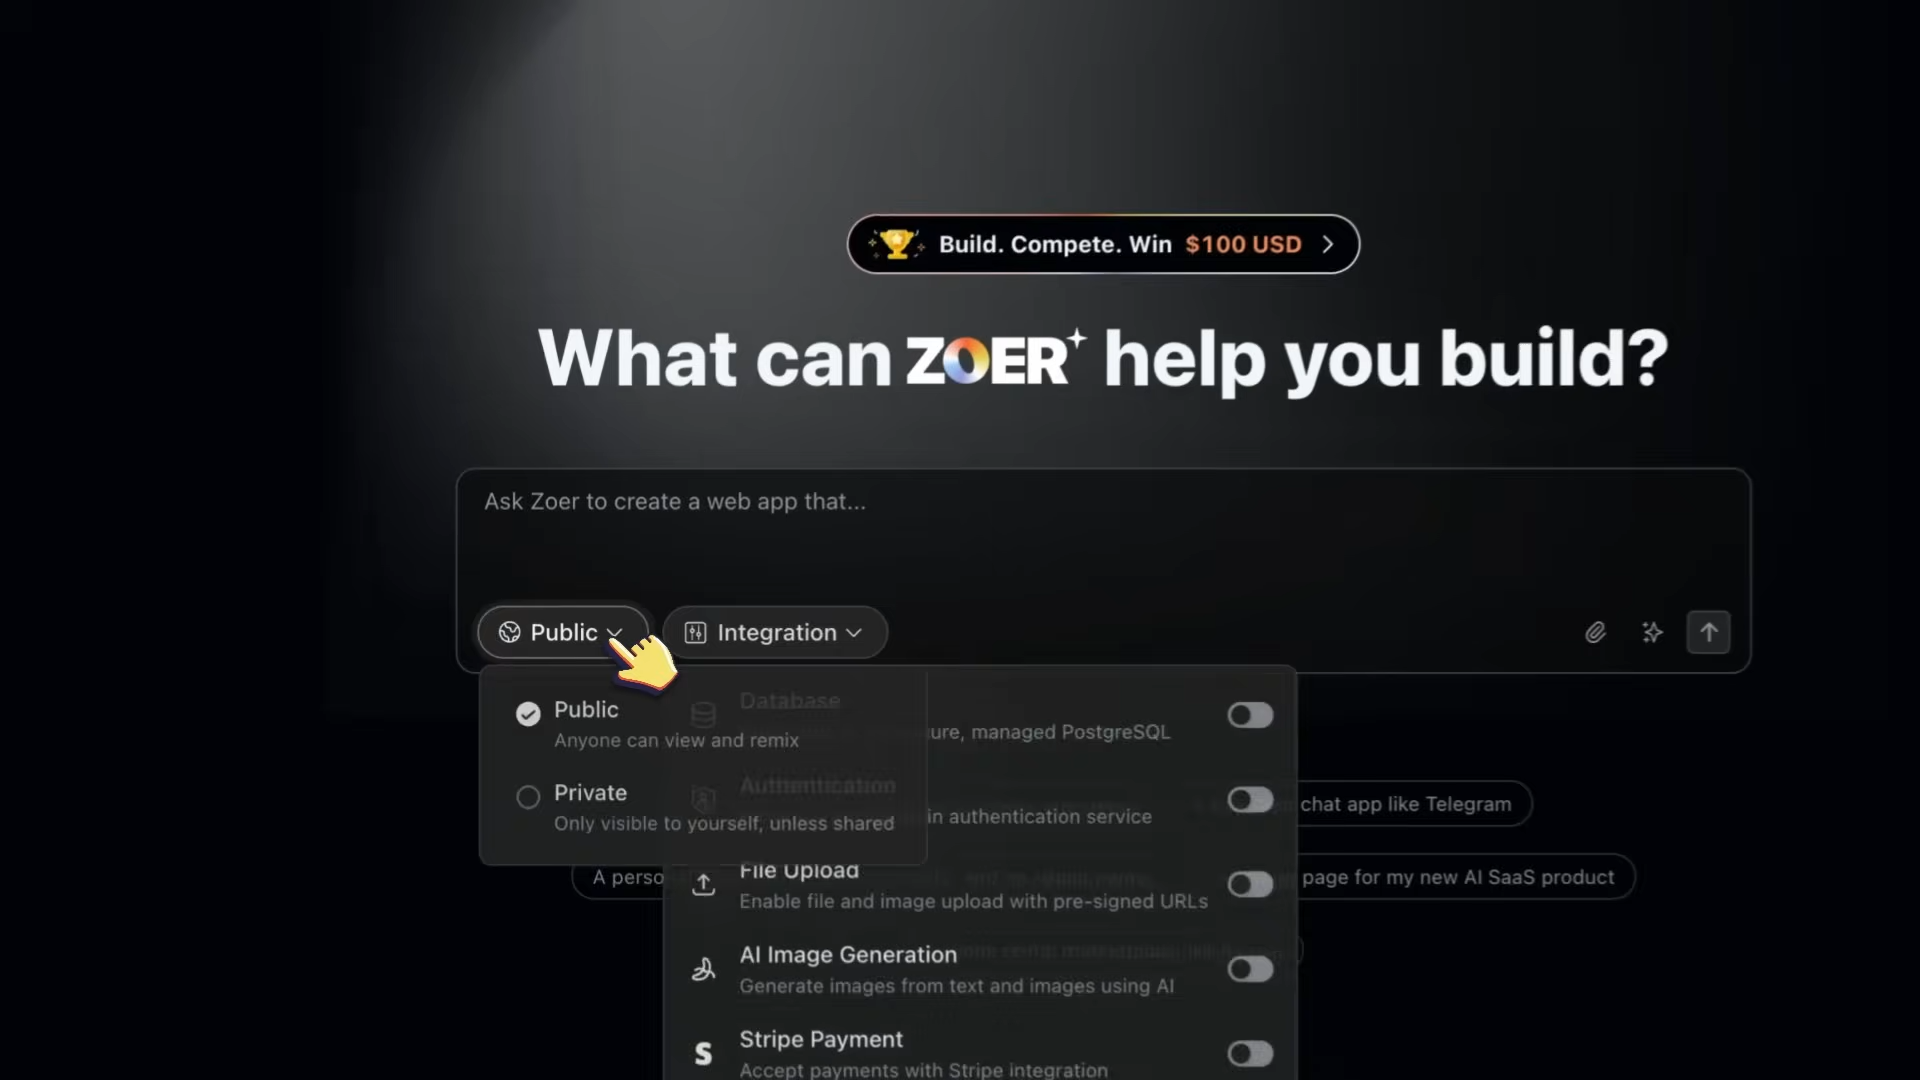 Build. Compete. Win $100 USD
What can ZOER help you build?
Ask Zoer to create a web app that...
Public
Integration
Public
Anyone can view and remix
Private
Only visible to yourself, unless shared
Database
managed PostgreSQL
Authentication
in authentication service
File Upload
Enable file and image upload with pre-signed URLs
AI Image Generation
Generate images from text and images using AI
Stripe Payment
Accept payments with Stripe integration
chat app like Telegram
A
page for my new AI SaaS product